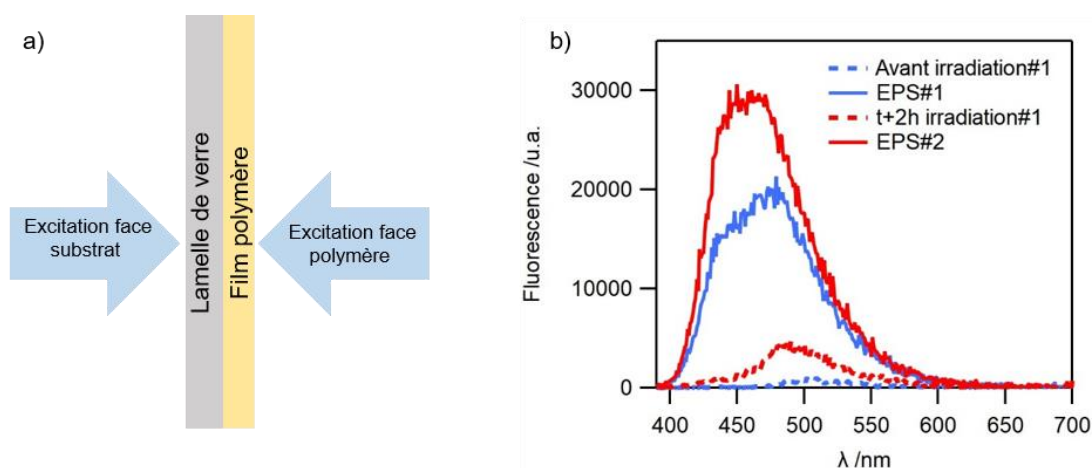 a)
Excitation face
substrat
Lamelle de verre
Film polymère
Excitation face
polymère
b)
Fluorescence /u.a.
30000
20000
10000
0
Avant irradiation#1
EPS#1
t+2h irradiation#1
EPS#2
400 450 500 550 600 650 700
λ /nm